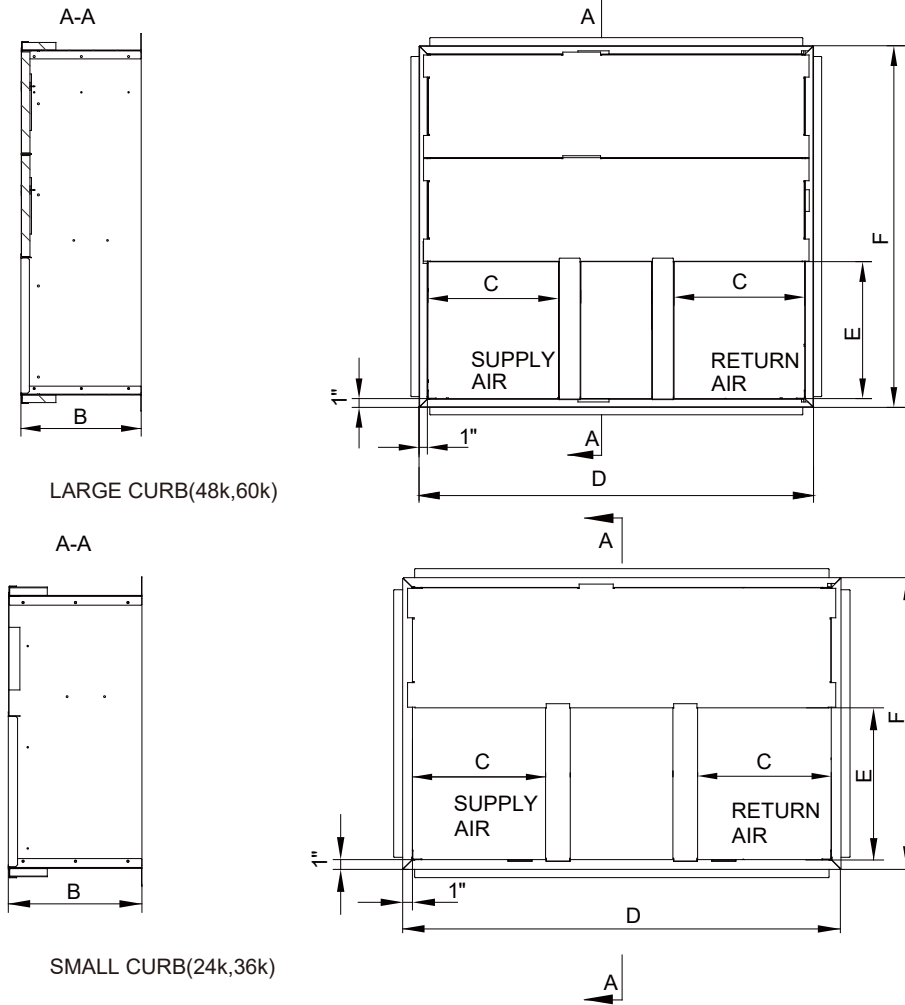 A-A
A
F
C
C
E
SUPPLY
AIR
RETURN
AIR
1"
B
A
1"
D
LARGE CURB(48k,60k)
A
A-A
F
C
C
E
SUPPLY
AIR
RETURN
AIR
1"
B
1"
D
SMALL CURB(24k,36k)
A